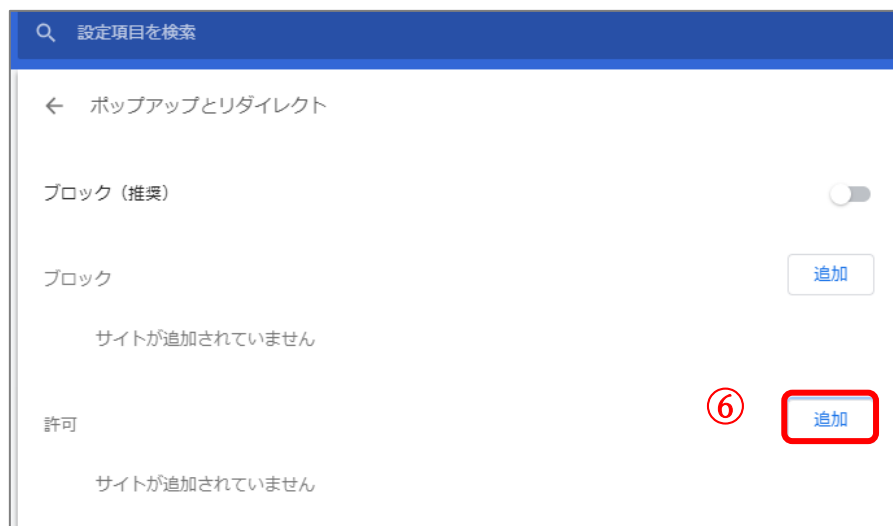 設定項目を検索
ポップアップとリダイレクト
ブロック（推奨）
ブロック
追加
サイトが追加されていません
許可
⑥
追加
サイトが追加されていません